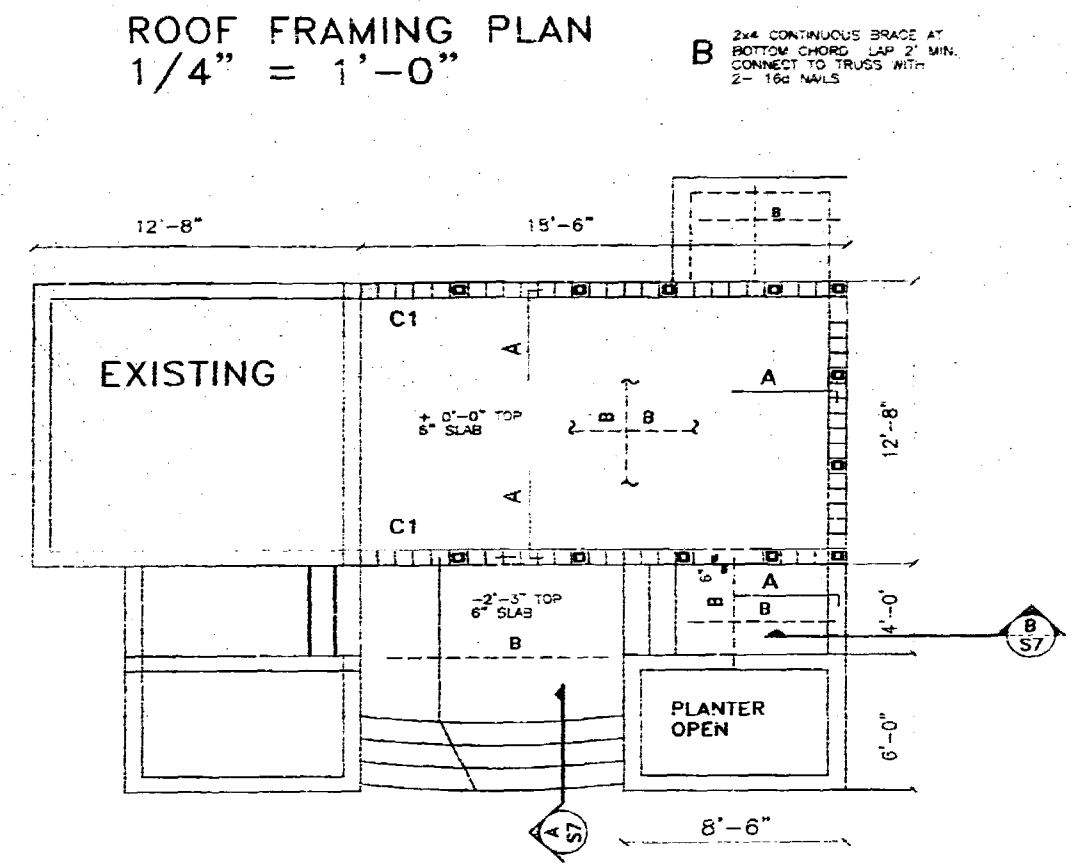 ROOF FRAMING PLAN
1/4" = 1'-0"
B
2x4 CONTINUOUS BRACE AT
BOTTOM CHORD LAP 2' MIN.
CONNECT TO TRUSS WITH
2- 16d NAILS
12'-8"
18'-6"
B
C1
A
EXISTING
A
+ 0'-0" TOP
6" SLAB
B
B
12'-8"
A
C1
6"
-2'-3" TOP
6" SLAB
B
A
B
B
4'-0"
B
S7
PLANTER
OPEN
6'-0"
A
S7
8'-6"